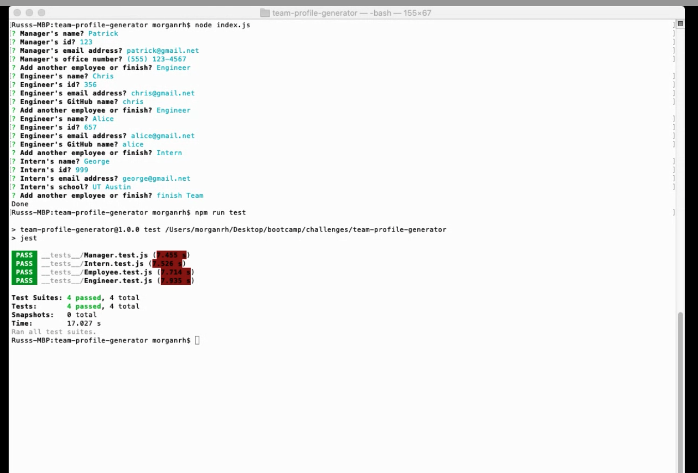 team-profile-generator — -bash — 155×67
Russs-MBP:team-profile-generator morganrh$ node index.js
? Manager's name? Patrick
? Manager's id? 123
? Manager's email address? patrick@gmail.net
? Manager's office number? (555) 123-4567
? Add another employee or finish? Engineer
? Engineer's name? Chris
? Engineer's id? 356
? Engineer's email address? chris@gmail.net
? Engineer's GitHub name? chris
? Add another employee or finish? Engineer
? Engineer's name? Alice
? Engineer's id? 657
? Engineer's email address? alice@gmail.net
? Engineer's GitHub name? alice
? Add another employee or finish? Intern
? Intern's name? George
? Intern's id? 999
? Intern's email address? george@gmail.net
? Intern's school? UT Austin
? Add another employee or finish? finish Team
Done
Russs-MBP:team-profile-generator morganrh$ npm run test
> team-profile-generator@1.0.0 test /Users/morganrh/Desktop/bootcamp/challenges/team-profile-generator
> jest
PASS __tests__/Manager.test.js
PASS __tests__/Intern.test.js
PASS __tests__/Employee.test.js
PASS __tests__/Engineer.test.js
Test Suites: 4 passed, 4 total
Tests: 4 passed, 4 total
Snapshots: 0 total
Time: 17.027 s
Ran all test suites.
Russs-MBP:team-profile-generator morganrh$